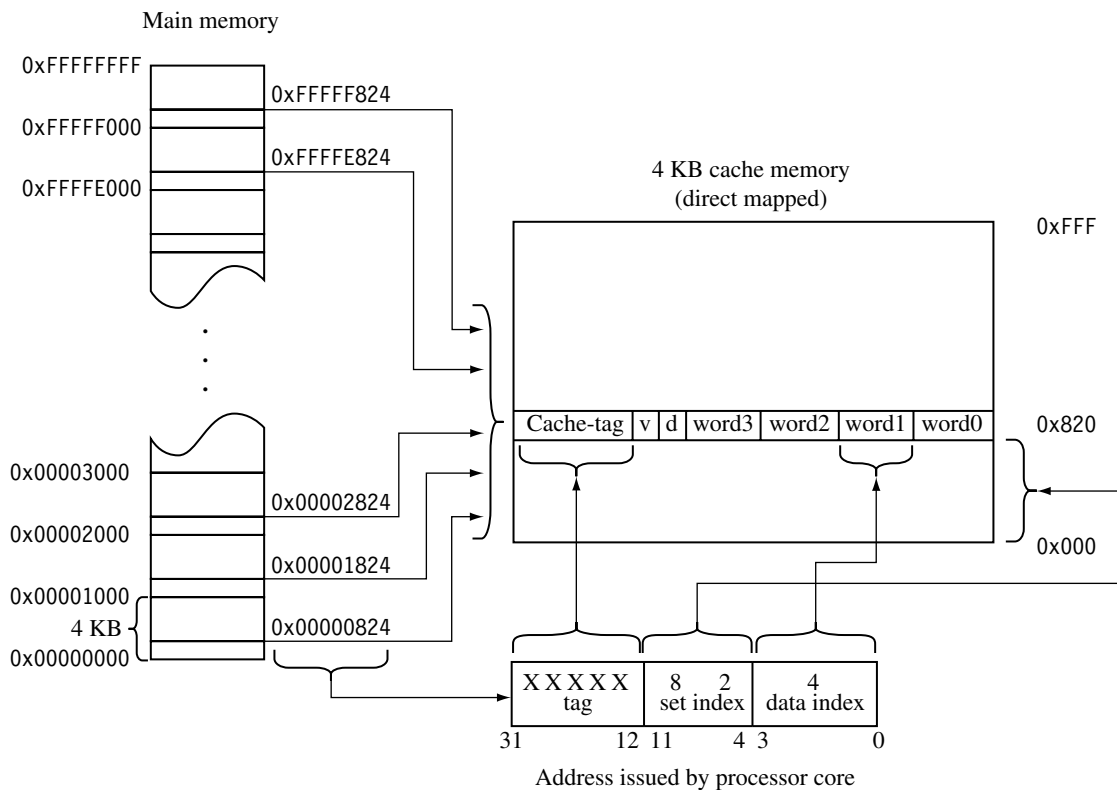 Main memory
0xFFFFFFFF
0xFFFFF824
0xFFFFF000
0xFFFFE824
0xFFFFE000
4 KB cache memory
(direct mapped)
0xFFF
Cache-tag v d word3 word2 word1 word0
0x820
0x00003000
0x00002824
0x00002000
0x00001824
0x000
0x00001000
4 KB
0x00000824
0x00000000
X X X X X 8 2 4
tag set index data index
31 12 11 4 3 0
Address issued by processor core